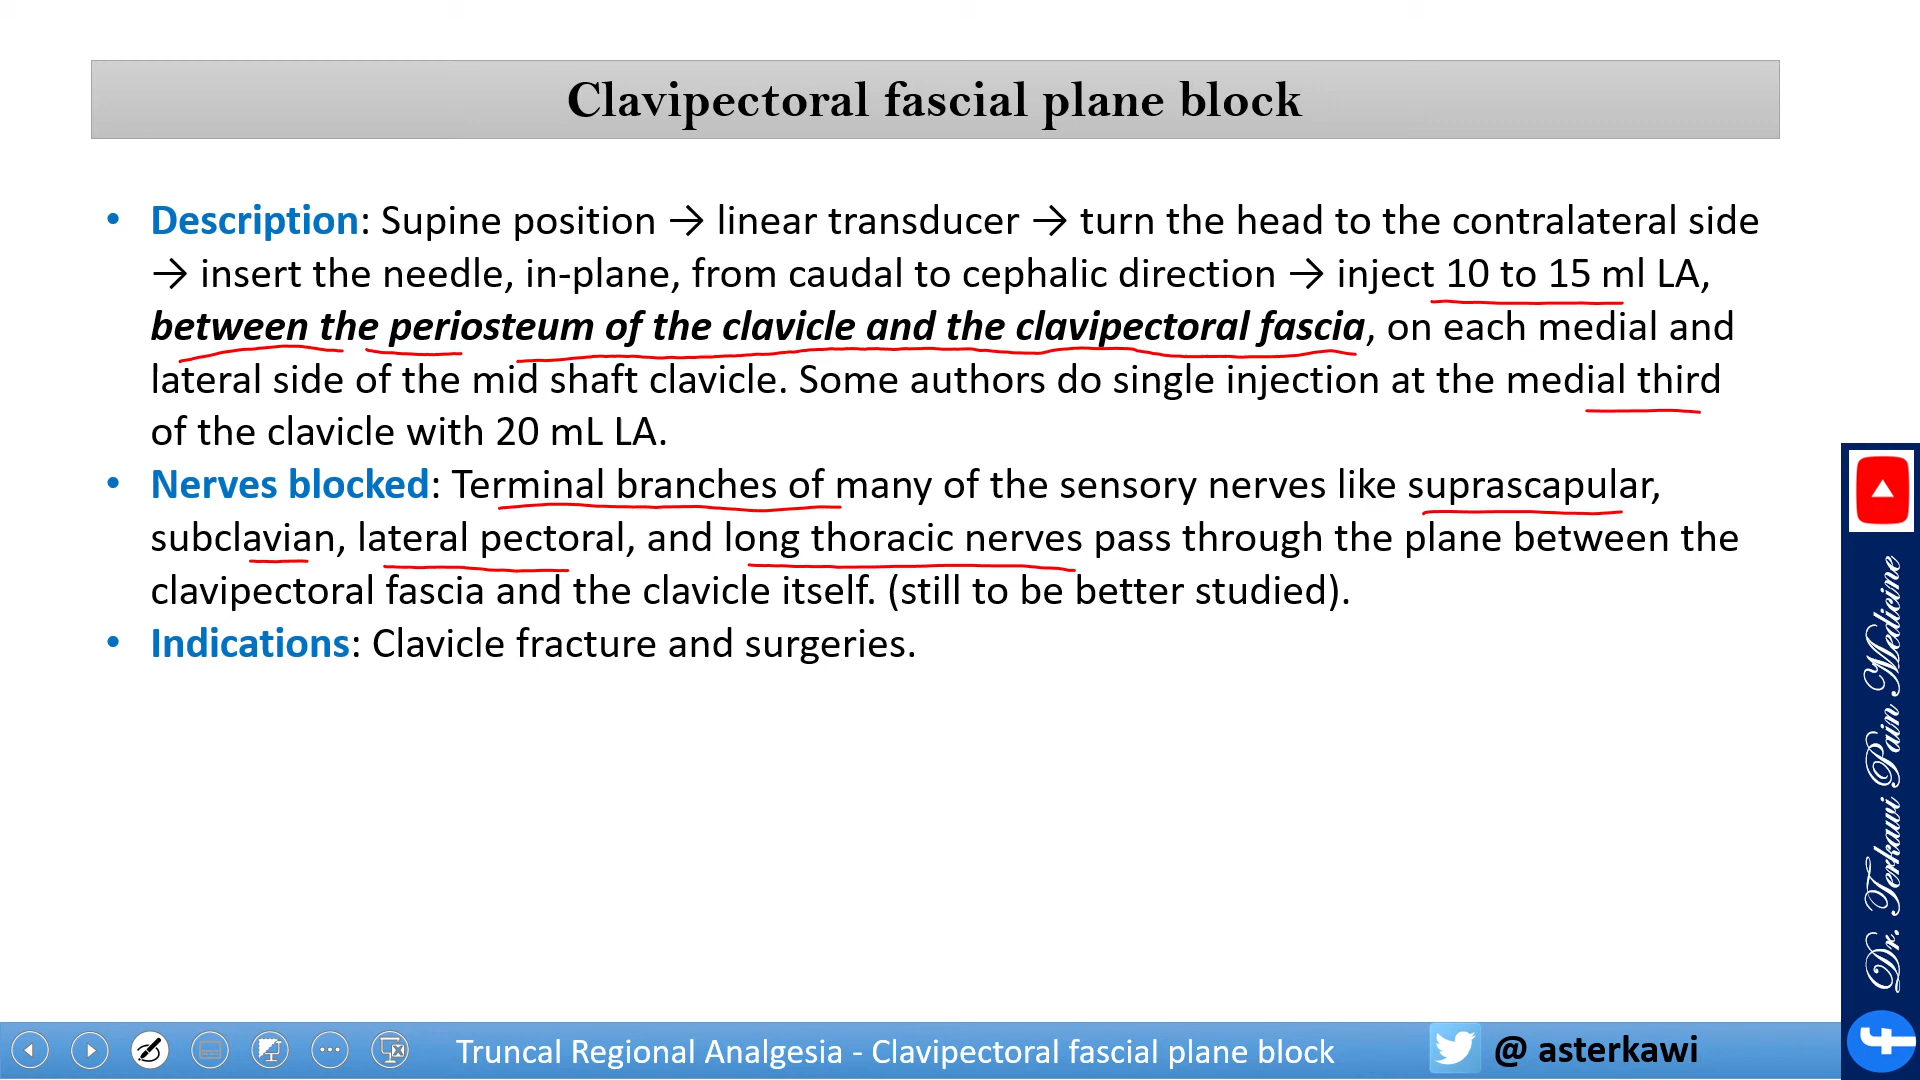 Clavipectoral fascial plane block
• Description: Supine position → linear transducer → turn the head to the contralateral side
→ insert the needle, in-plane, from caudal to cephalic direction → inject 10 to 15 ml LA,
between the periosteum of the clavicle and the clavipectoral fascia, on each medial and
lateral side of the mid shaft clavicle. Some authors do single injection at the medial third
of the clavicle with 20 mL LA.
• Nerves blocked: Terminal branches of many of the sensory nerves like suprascapular,
subclavian, lateral pectoral, and long thoracic nerves pass through the plane between the
clavipectoral fascia and the clavicle itself. (still to be better studied).
• Indications: Clavicle fracture and surgeries.
Dr. Terkawi Pain Medicine
Truncal Regional Analgesia - Clavipectoral fascial plane block
@ asterkawi